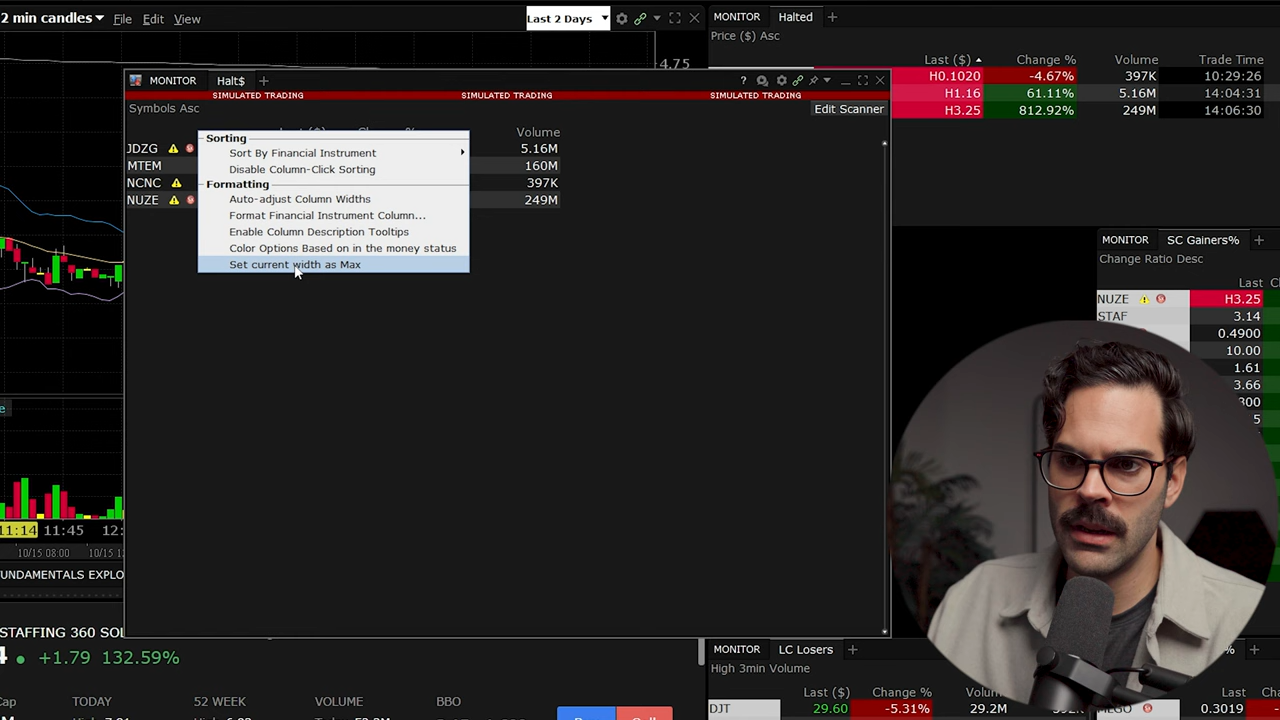 2 min candles
File
Edit
View
Last 2 Days
MONITOR
Halted
Price ($) Asc
Last ($)
Change %
Volume
Trade Time
H0.1020
-4.67%
397K
10:29:26
H1.16
61.11%
5.16M
14:04:31
H3.25
812.92%
249M
14:06:30
4.75
MONITOR
Halt$
SIMULATED TRADING
SIMULATED TRADING
SIMULATED TRADING
Symbols Asc
Edit Scanner
Volume
JDZG
5.16M
MTEM
160M
NCNC
397K
NUZE
249M
Sorting
Sort By Financial Instrument
Disable Column-Click Sorting
Formatting
Auto-adjust Column Widths
Format Financial Instrument Column...
Enable Column Description Tooltips
Color Options Based on in the money status
Set current width as Max
MONITOR
SC Gainers%
Change Ratio Desc
Last
NUZE
H3.25
STAF
3.14
0.4900
10.00
1.61
3.66
11:14
11:45
10/15 08:00
FUNDAMENTALS EXPLO
STAFFING 360 SOL
+1.79
132.59%
TODAY
52 WEEK
VOLUME
BBO
MONITOR
LC Losers
High 3min Volume
Last ($)
Change %
DJT
29.60
-5.31%
29.2M
Last
0.3019